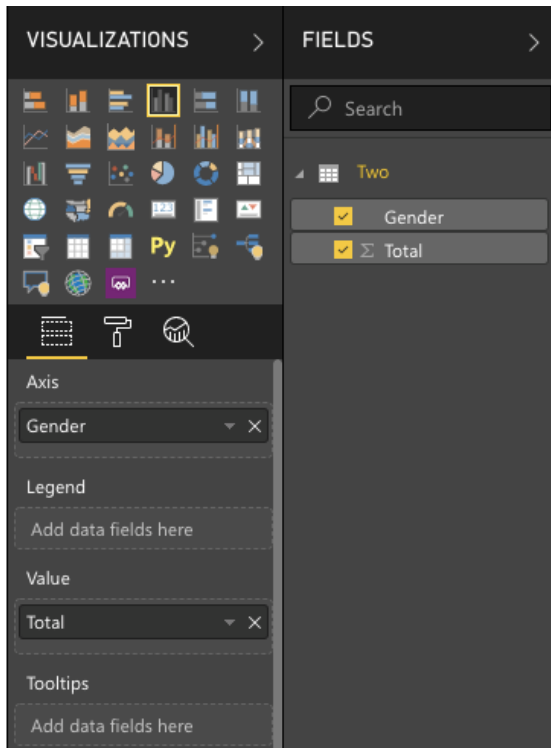 VISUALIZATIONS
123
Py
Axis
Gender
Legend
Add data fields here
Value
Total
Tooltips
Add data fields here
FIELDS
Search
Two
Gender
Σ Total